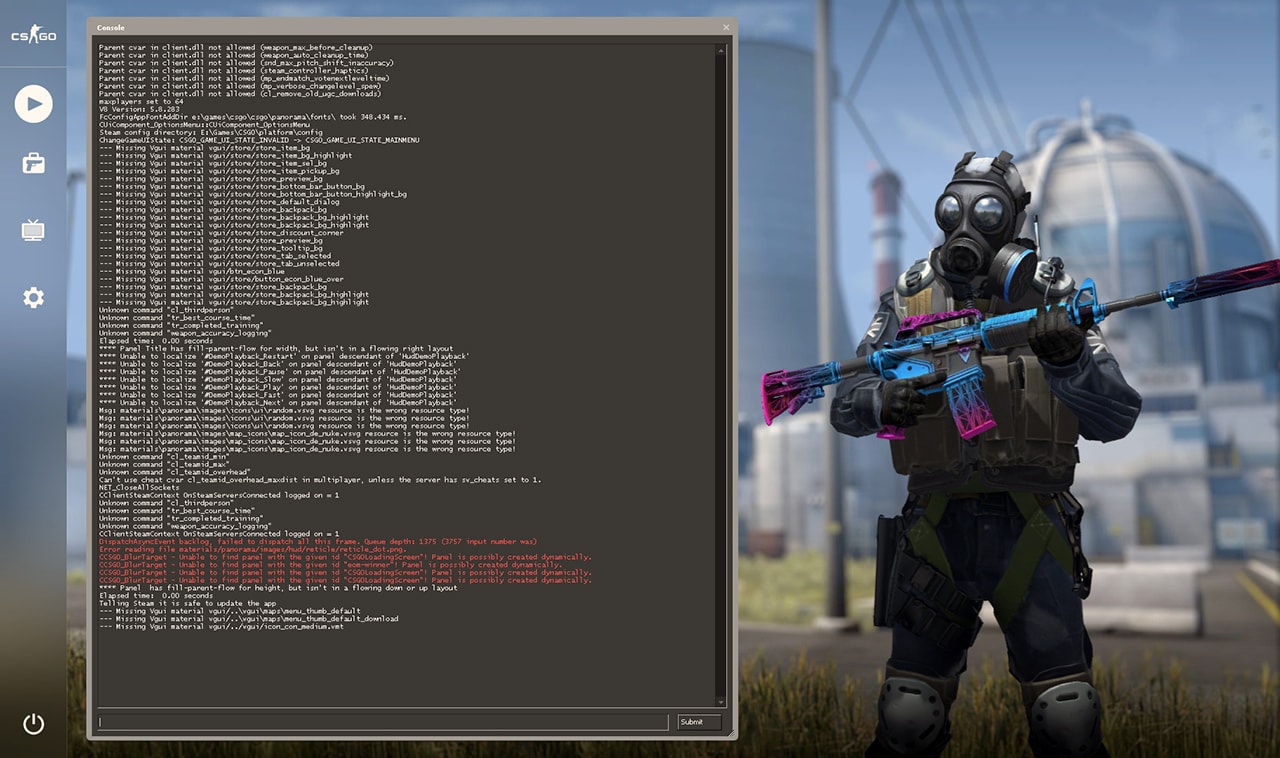 CS GO
Console
Parent cvar in client.dll not allowed (weapon_max_before_cleanup)
Parent cvar in client.dll not allowed (weapon_auto_cleanup_time)
Parent cvar in client.dll not allowed (snd_max_pitch_shift_inaccuracy)
Parent cvar in client.dll not allowed (steam_controller_haptics)
Parent cvar in client.dll not allowed (mp_endmatch_votenextleveltime)
Parent cvar in client.dll not allowed (mp_verbose_changelevel_spew)
Parent cvar in client.dll not allowed (cl_remove_old_ugc_downloads)
maxplayers set to 64
V8 Version: 5.8.283
FcConfigAppFontAddDir e:\games\csgo\csgo\panorama\fonts\ took 348.434 ms.
CUiComponent_OptionsMenu::CUiComponent_OptionsMenu
Steam config directory: E:\Games\CSGO\platform\config
ChangeGameUIState: CSGO_GAME_UI_STATE_INVALID -> CSGO_GAME_UI_STATE_MAINMENU
--- Missing Vgui material vgui/store/store_item_bg
--- Missing Vgui material vgui/store/store_item_bg_highlight
--- Missing Vgui material vgui/store/store_item_sel_bg
--- Missing Vgui material vgui/store/store_item_pickup_bg
--- Missing Vgui material vgui/store/store_preview_bg
--- Missing Vgui material vgui/store/store_bottom_bar_button_bg
--- Missing Vgui material vgui/store/store_bottom_bar_button_highlight_bg
--- Missing Vgui material vgui/store/store_default_dialog
--- Missing Vgui material vgui/store/store_backpack_bg
--- Missing Vgui material vgui/store/store_backpack_bg_highlight
--- Missing Vgui material vgui/store/store_backpack_bg_highlight
--- Missing Vgui material vgui/store/store_discount_corner
--- Missing Vgui material vgui/store/store_preview_bg
--- Missing Vgui material vgui/store/store_tooltip_bg
--- Missing Vgui material vgui/store/store_tab_selected
--- Missing Vgui material vgui/store/store_tab_unselected
--- Missing Vgui material vgui/btn_econ_blue
--- Missing Vgui material vgui/store/button_econ_blue_over
--- Missing Vgui material vgui/store/store_backpack_bg
--- Missing Vgui material vgui/store/store_backpack_bg_highlight
--- Missing Vgui material vgui/store/store_backpack_bg_highlight
Unknown command "cl_thirdperson"
Unknown command "tr_best_course_time"
Unknown command "tr_completed_training"
Unknown command "weapon_accuracy_logging"
Elapsed time:  0.00 seconds
**** Panel Title has fill-parent-flow for width, but isn't in a flowing right layout
**** Unable to localize '#DemoPlayback_Restart' on panel descendant of 'HudDemoPlayback'
**** Unable to localize '#DemoPlayback_Back' on panel descendant of 'HudDemoPlayback'
**** Unable to localize '#DemoPlayback_Pause' on panel descendant of 'HudDemoPlayback'
**** Unable to localize '#DemoPlayback_Slow' on panel descendant of 'HudDemoPlayback'
**** Unable to localize '#DemoPlayback_Play' on panel descendant of 'HudDemoPlayback'
**** Unable to localize '#DemoPlayback_Fast' on panel descendant of 'HudDemoPlayback'
**** Unable to localize '#DemoPlayback_Next' on panel descendant of 'HudDemoPlayback'
Msg: materials\panorama\images\icons\ui\random.vsvg resource is the wrong resource type!
Msg: materials\panorama\images\icons\ui\random.vsvg resource is the wrong resource type!
Msg: materials\panorama\images\icons\ui\random.vsvg resource is the wrong resource type!
Msg: materials\panorama\images\map_icons\map_icon_de_nuke.vsvg resource is the wrong resource type!
Msg: materials\panorama\images\map_icons\map_icon_de_nuke.vsvg resource is the wrong resource type!
Msg: materials\panorama\images\map_icons\map_icon_de_nuke.vsvg resource is the wrong resource type!
Unknown command "cl_teamid_min"
Unknown command "cl_teamid_max"
Unknown command "cl_teamid_overhead"
Can't use cheat cvar cl_teamid_overhead_maxdist in multiplayer, unless the server has sv_cheats set to 1.
NET_CloseAllSockets
CClientSteamContext OnSteamServersConnected logged on = 1
Unknown command "cl_thirdperson"
Unknown command "tr_best_course_time"
Unknown command "tr_completed_training"
Unknown command "weapon_accuracy_logging"
CClientSteamContext OnSteamServersConnected logged on = 1
DispatchAsyncEvent backlog, failed to dispatch all this frame. Queue depth: 1375 (3757 input number was)
Error reading file materials/panorama/images/hud/reticle/reticle_dot.png.
CCSGO_BlurTarget - Unable to find panel with the given id "CSGOLoadingScreen"! Panel is possibly created dynamically.
CCSGO_BlurTarget - Unable to find panel with the given id "eom-winner"! Panel is possibly created dynamically.
CCSGO_BlurTarget - Unable to find panel with the given id "CSGOLoadingScreen"! Panel is possibly created dynamically.
CCSGO_BlurTarget - Unable to find panel with the given id "CSGOLoadingScreen"! Panel is possibly created dynamically.
**** Panel  has fill-parent-flow for height, but isn't in a flowing down or up layout
Elapsed time:  0.00 seconds
Telling Steam it is safe to update the app
--- Missing Vgui material vgui/..\vgui\maps\menu_thumb_default
--- Missing Vgui material vgui/..\vgui\maps\menu_thumb_default_download
--- Missing Vgui material vgui/../vgui/icon_con_medium.vmt
Submit